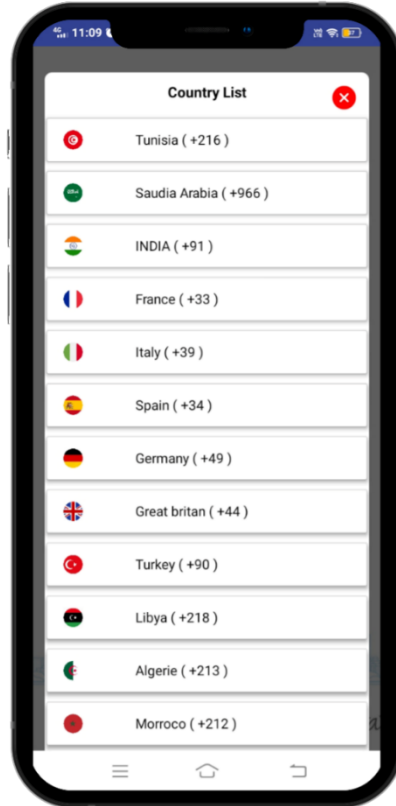 4G 11:09
Country List
Tunisia ( +216 )
Saudia Arabia ( +966 )
INDIA ( +91 )
France ( +33 )
Italy ( +39 )
Spain ( +34 )
Germany ( +49 )
Great britan ( +44 )
Turkey ( +90 )
Libya ( +218 )
Algerie ( +213 )
Morroco ( +212 )